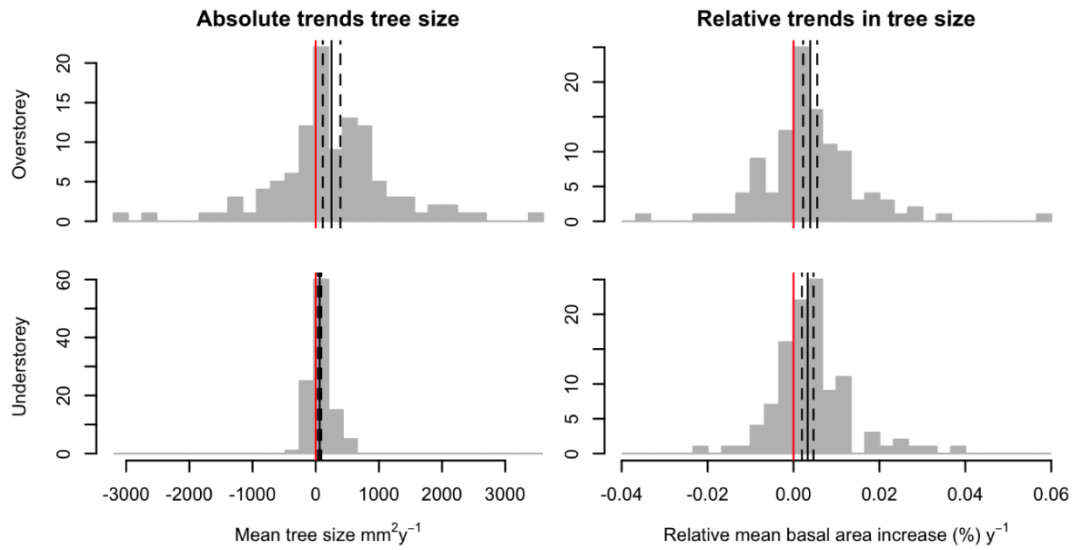 Absolute trends tree size
Relative trends in tree size
Overstorey
20
15
10
5
0
20
10
5
0
Understorey
60
40
20
0
20
10
5
0
-3000 -2000 -1000 0 1000 2000 3000
-0.04 -0.02 0.00 0.02 0.04 0.06
Mean tree size mm²y⁻¹
Relative mean basal area increase (%) y⁻¹